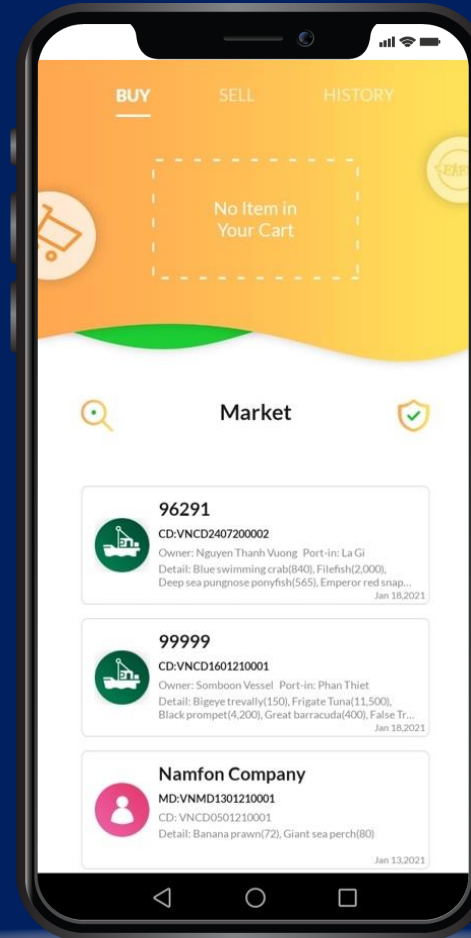 BUY SELL HISTORY
No Item in
Your Cart
Market
96291
CD:VNCD2407200002
Owner: Nguyen Thanh Vuong Port-in: La Gi
Detail: Blue swimming crab(840), Filefish(2,000),
Deep sea pungnose ponyfish(565), Emperor red snap...
Jan 18,2021
99999
CD:VNCD1601210001
Owner: Somboon Vessel Port-in: Phan Thiet
Detail: Bigeye trevally(150), Frigate Tuna(11,500),
Black prompet(4,200), Great barracuda(400), False Tr...
Jan 18,2021
Namfon Company
MD:VNMD1301210001
CD: VNCD0501210001
Detail: Banana prawn(72), Giant sea perch(80)
Jan 13,2021